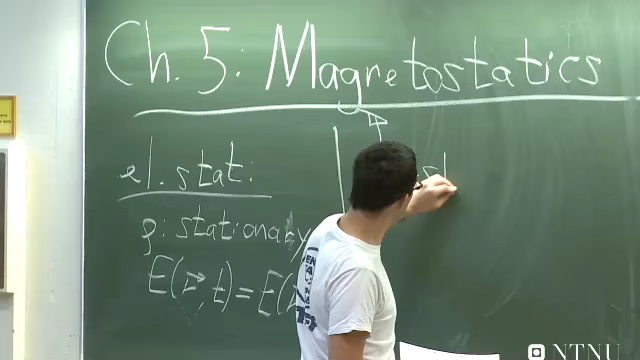 Ch. 5: Magnetostatics
el. stat:
ρ: stationary
E(r⃗, t) = E(
NTNU